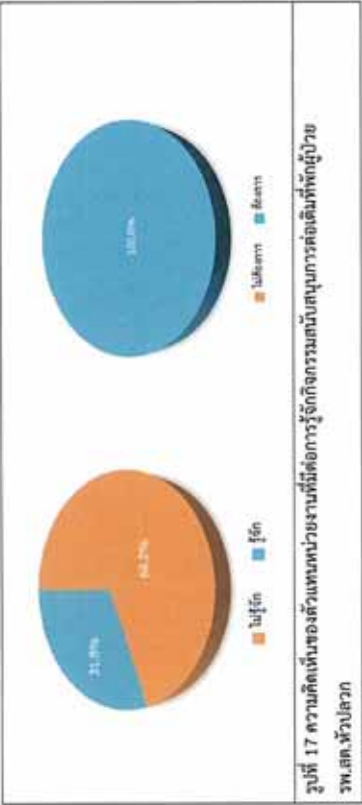 31.8%
68.2%
ไม่รู้จัก รู้จัก
100.0%
ไม่ต้องการ ต้องการ
รูปที่ 17 ความคิดเห็นของตัวแทนหน่วยงานที่มีต่อการรู้จักกิจกรรมสนับสนุนการต่อเติมที่พักผู้ป่วย
รพ.สต.หัวปลวก